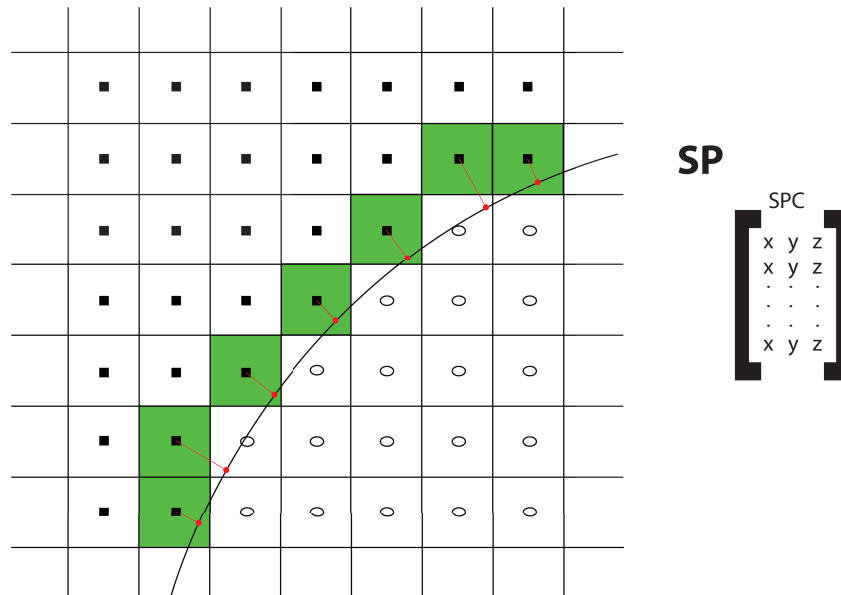 SP
SPC
x y z
x y z
. . .
. . .
. . .
x y z